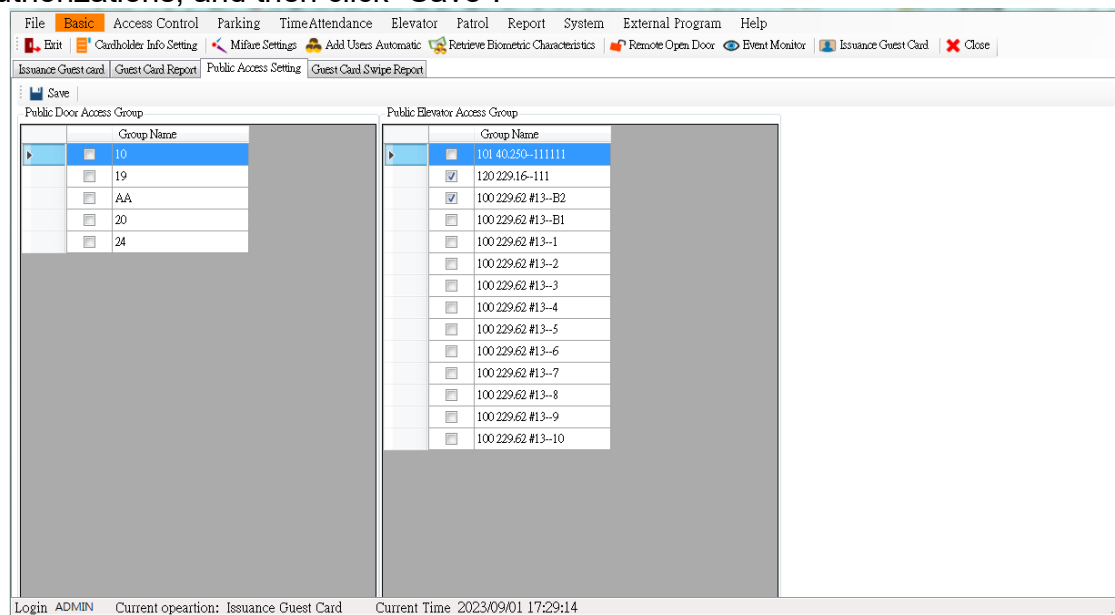 authorizations, and then click "Save".
File Basic Access Control Parking TimeAttendance Elevator Patrol Report System External Program Help
Exit Cardholder Info Setting Mifare Settings Add Users Automatic Retrieve Biometric Characteristics Remote Open Door Event Monitor Issuance Guest Card Close
Issuance Guest card Guest Card Report Public Access Setting Guest Card Swipe Report
Save
Public Door Access Group
Group Name
10
19
AA
20
24
Public Elevator Access Group
Group Name
101 40.250--111111
120 229.16--111
100 229.62 #13--B2
100 229.62 #13--B1
100 229.62 #13--1
100 229.62 #13--2
100 229.62 #13--3
100 229.62 #13--4
100 229.62 #13--5
100 229.62 #13--6
100 229.62 #13--7
100 229.62 #13--8
100 229.62 #13--9
100 229.62 #13--10
Login ADMIN Current opeartion: Issuance Guest Card Current Time 2023/09/01 17:29:14